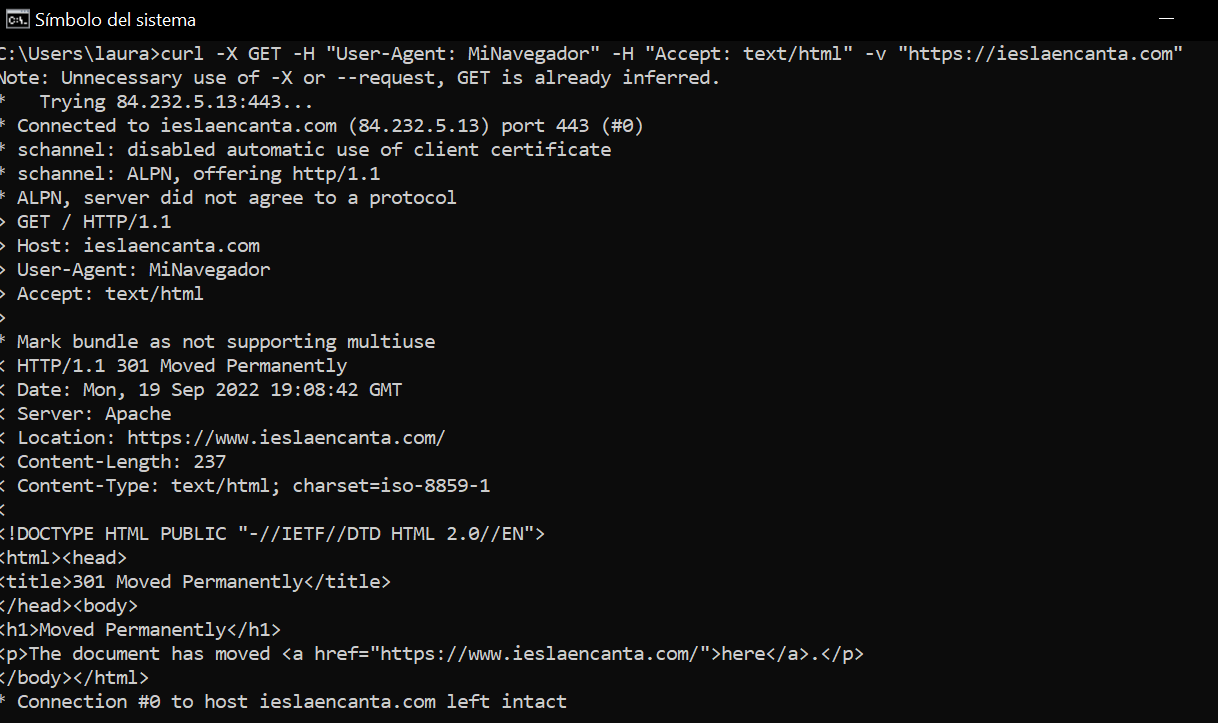 Símbolo del sistema
C:\Users\laura>curl -X GET -H "User-Agent: MiNavegador" -H "Accept: text/html" -v "https://ieslaencanta.com"
Note: Unnecessary use of -X or --request, GET is already inferred.
*   Trying 84.232.5.13:443...
* Connected to ieslaencanta.com (84.232.5.13) port 443 (#0)
* schannel: disabled automatic use of client certificate
* schannel: ALPN, offering http/1.1
* ALPN, server did not agree to a protocol
> GET / HTTP/1.1
> Host: ieslaencanta.com
> User-Agent: MiNavegador
> Accept: text/html
>
* Mark bundle as not supporting multiuse
< HTTP/1.1 301 Moved Permanently
< Date: Mon, 19 Sep 2022 19:08:42 GMT
< Server: Apache
< Location: https://www.ieslaencanta.com/
< Content-Length: 237
< Content-Type: text/html; charset=iso-8859-1
<
<!DOCTYPE HTML PUBLIC "-//IETF//DTD HTML 2.0//EN">
<html><head>
<title>301 Moved Permanently</title>
</head><body>
<h1>Moved Permanently</h1>
<p>The document has moved <a href="https://www.ieslaencanta.com/">here</a>.</p>
</body></html>
* Connection #0 to host ieslaencanta.com left intact